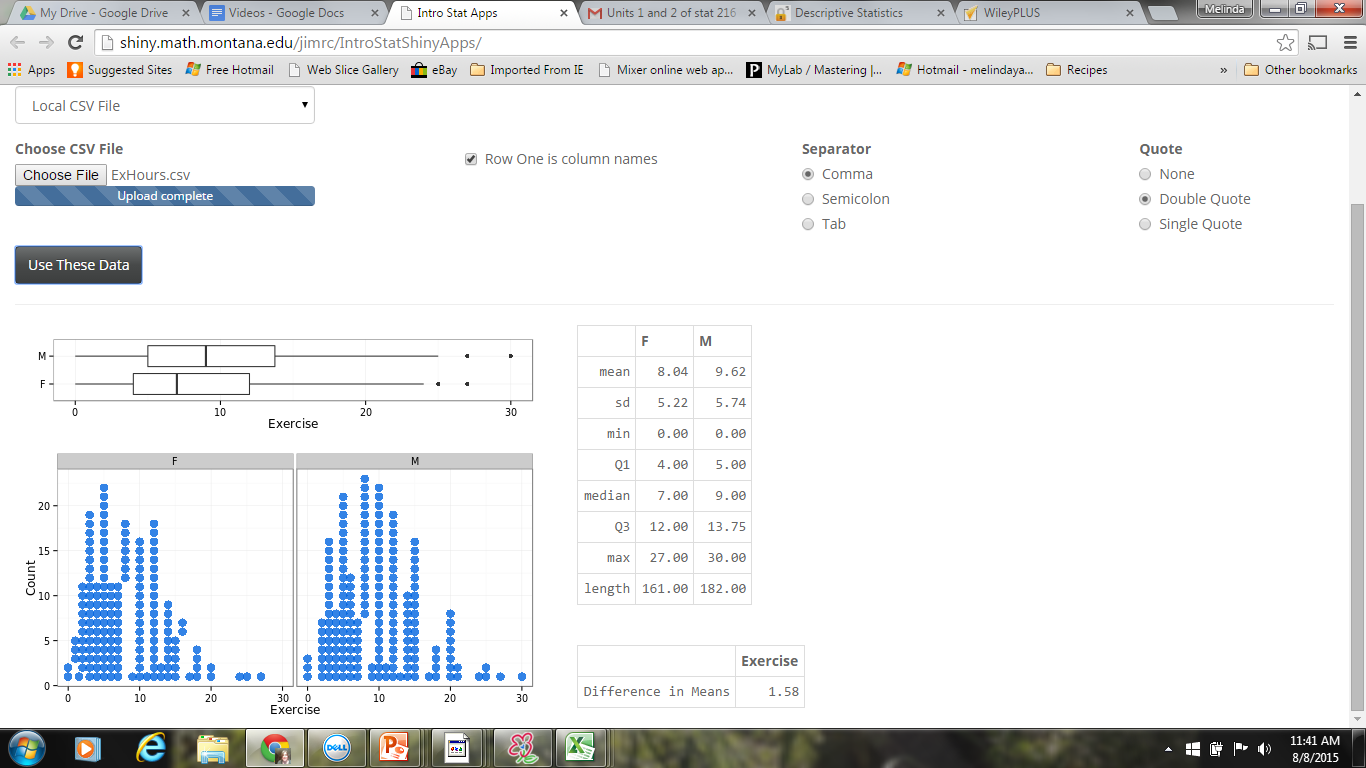 My Drive - Google Drive
Videos - Google Docs
Intro Stat Apps
Units 1 and 2 of stat 216
Descriptive Statistics
WileyPLUS
Melinda
shiny.math.montana.edu/jimrc/IntroStatShinyApps/
Apps Suggested Sites Free Hotmail Web Slice Gallery eBay Imported From IE Mixer online web ap... MyLab / Mastering |... Hotmail - melindaya... Recipes » Other bookmarks
Local CSV File
Choose CSV File
Choose File ExHours.csv
Upload complete
Row One is column names
Separator
Comma
Semicolon
Tab
Quote
None
Double Quote
Single Quote
Use These Data
M
F
0 10 20 30
Exercise
F M
20
15
10
5
0
Count
0 10 20 30 0 10 20 30
Exercise
F M
mean 8.04 9.62
sd 5.22 5.74
min 0.00 0.00
Q1 4.00 5.00
median 7.00 9.00
Q3 12.00 13.75
max 27.00 30.00
length 161.00 182.00
Exercise
Difference in Means 1.58
DELL
11:41 AM
8/8/2015